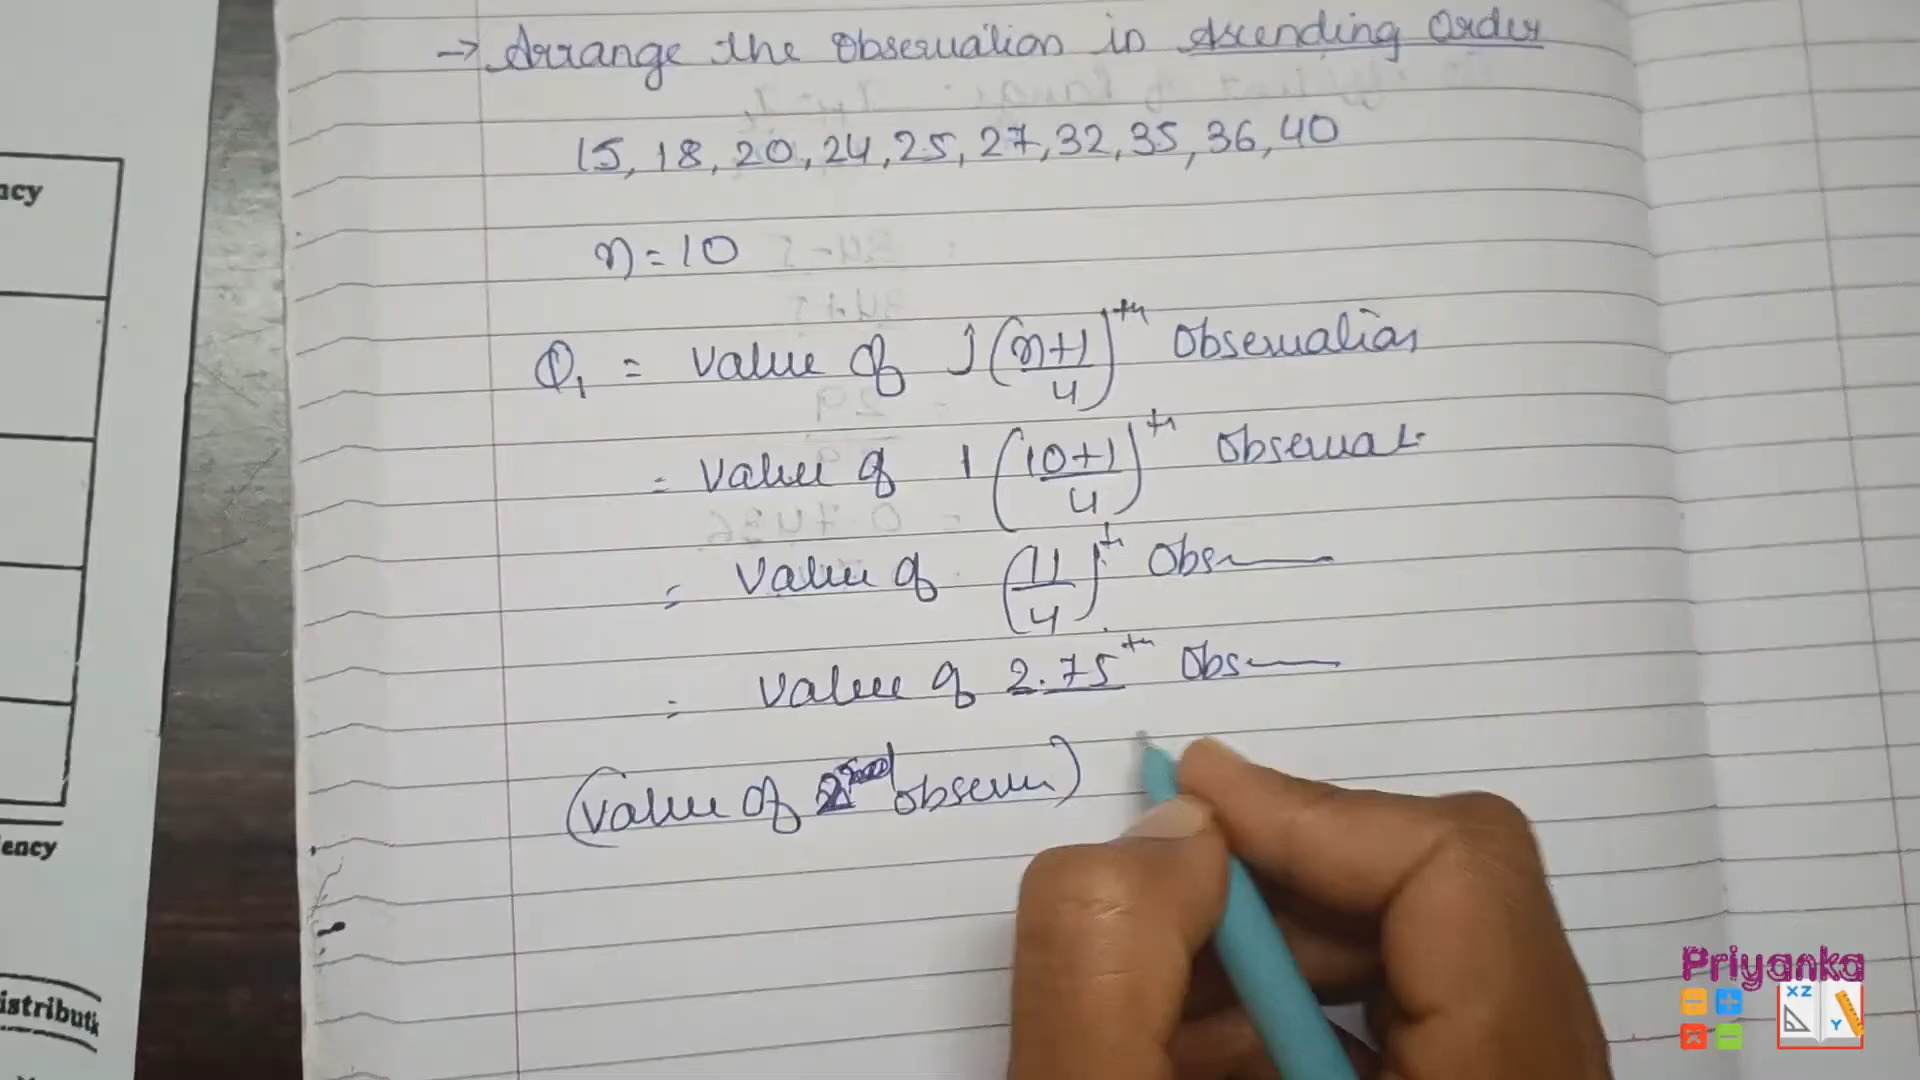 → Arrange the Observation in Ascending Order
15, 18, 20, 24, 25, 27, 32, 35, 36, 40
n = 10
Q₁ = Value of j (n+1/4)ᵗʰ Observation
= Value of 1 (10+1/4)ᵗʰ Observat.
= Value of (11/4)ᵗʰ Obs
= Value of 2.75ᵗʰ Obs
(Value of 2ⁿᵈ observn)
ncy
ency
istributi
Priyanka
XZ
Y